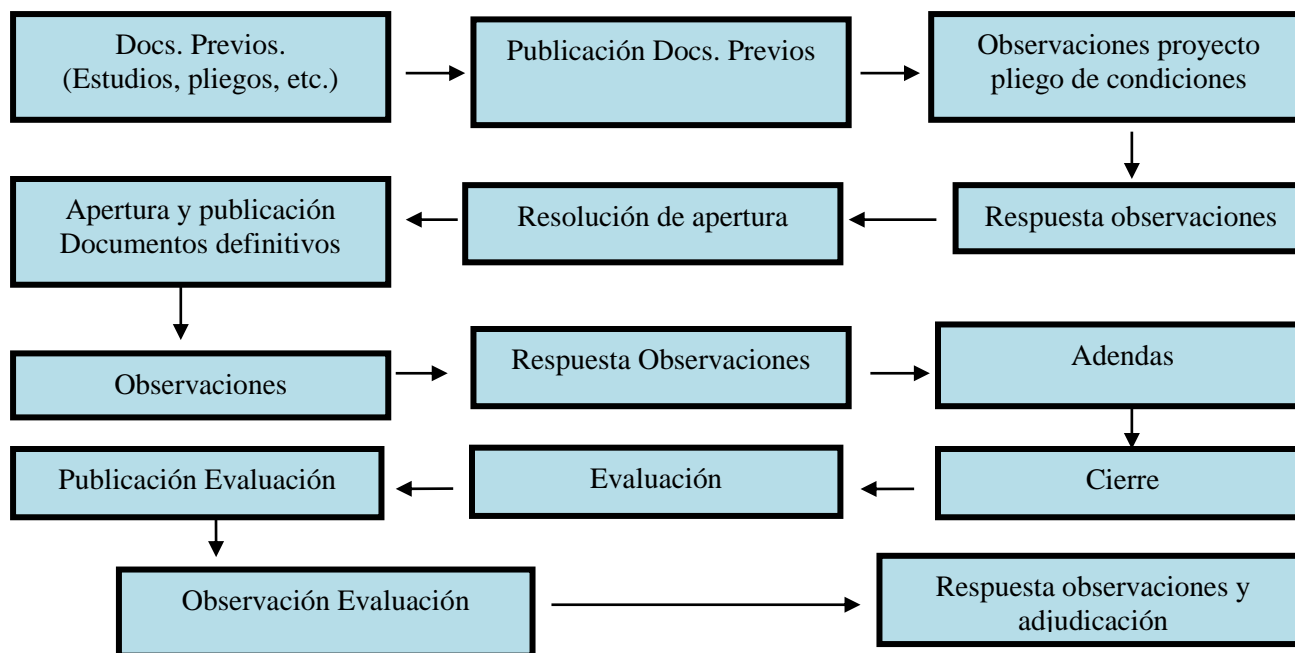 Docs. Previos.
(Estudios, pliegos, etc.)
Publicación Docs. Previos
Observaciones proyecto
pliego de condiciones
Respuesta observaciones
Resolución de apertura
Apertura y publicación
Documentos definitivos
Observaciones
Respuesta Observaciones
Adendas
Cierre
Evaluación
Publicación Evaluación
Observación Evaluación
Respuesta observaciones y
adjudicación